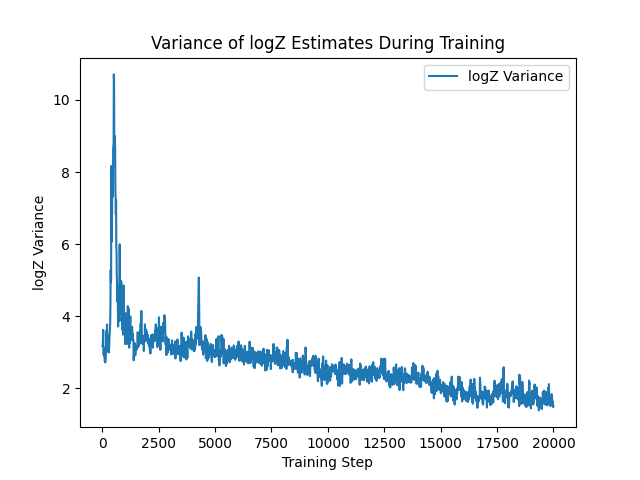 Variance of logZ Estimates During Training
logZ Variance
10
8
6
4
2
logZ Variance
0 2500 5000 7500 10000 12500 15000 17500 20000
Training Step